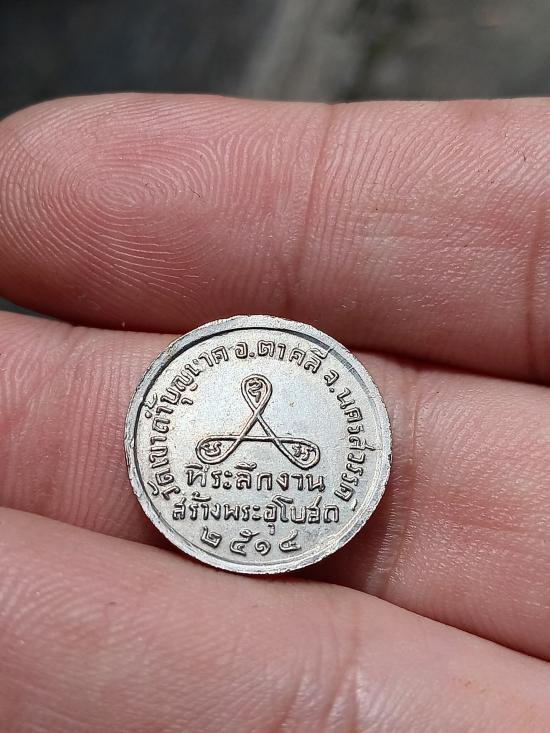 วัดเขาถ้ำบุญนาค อ.ตาคลี จ.นครสวรรค์
ที่ระลึกงาน
สร้างพระอุโบสถ
๒๕๑๔